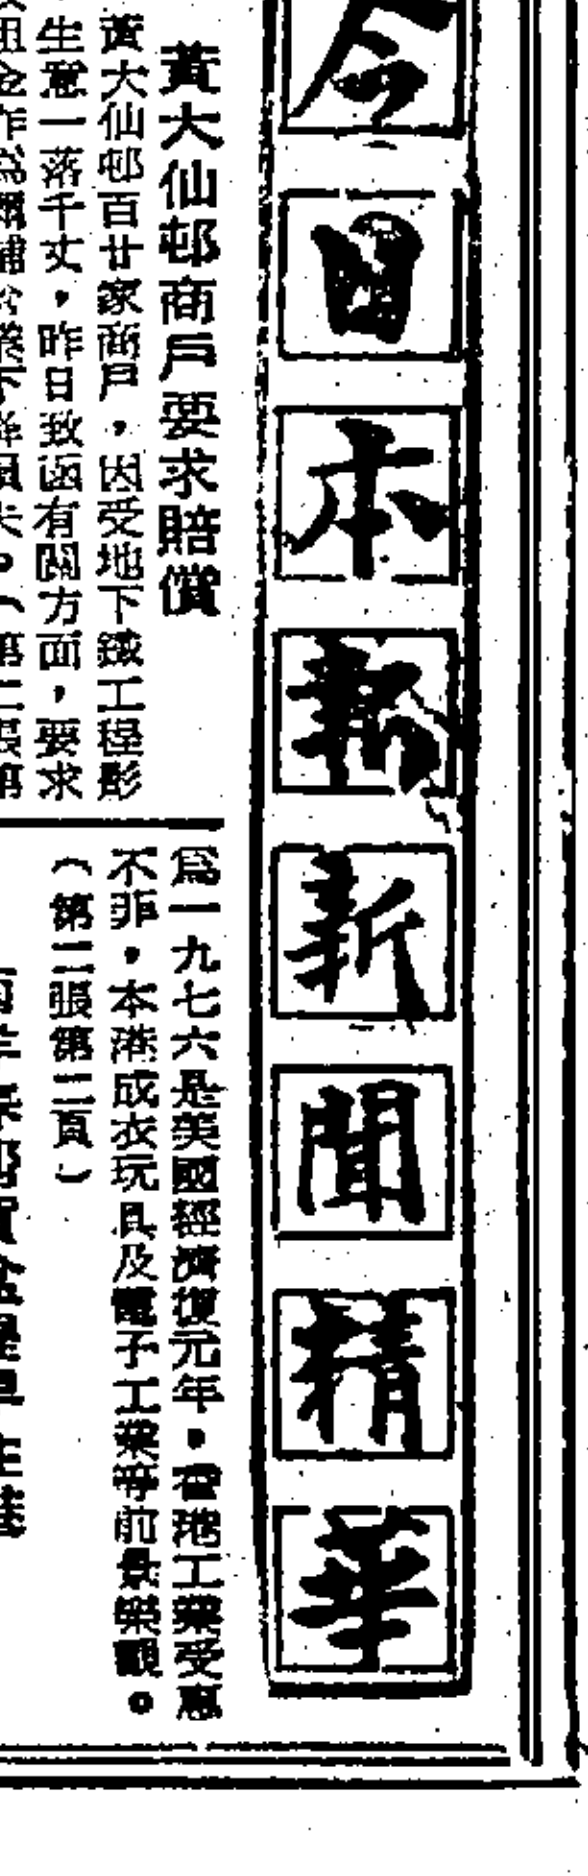 今日本報新聞精華
黃大仙邨商戶要求賠償
黃大仙邨百廿家商戶，因受地下鐵工程影
生意一落千丈，昨日致函有關方面，要求
爲一九七六是美國經濟復元年，香港工業受惠
不菲，本港成衣玩具及電子工業等前景樂觀。
（第二張第二頁）